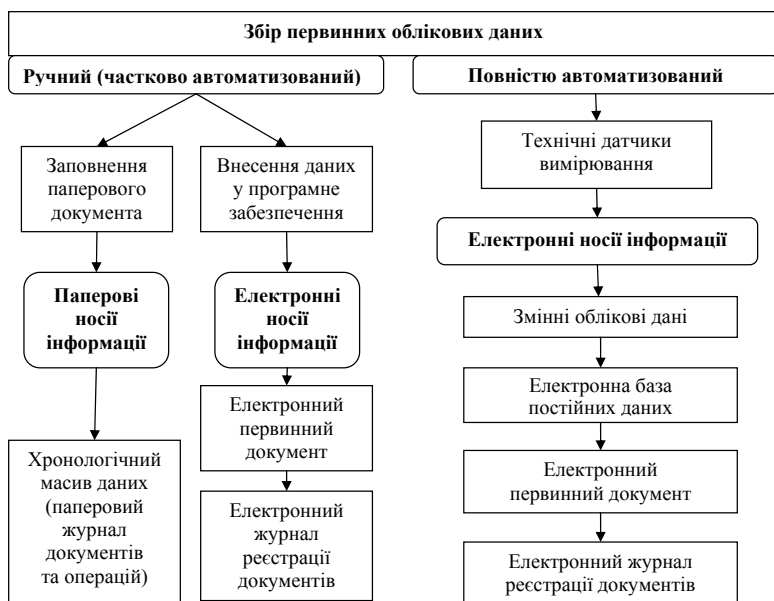 Збір первинних облікових даних
Ручний (частково автоматизований)
Заповнення
паперового
документа
Паперові
носії
інформації
Хронологічний
масив даних
(паперовий
журнал
документів
та операцій)
Внесення даних
у програмне
забезпечення
Електронні
носії
інформації
Електронний
первинний
документ
Електронний
журнал
реєстрації
документів
Повністю автоматизований
Технічні датчики
вимірювання
Електронні носії інформації
Змінні облікові дані
Електронна база
постійних даних
Електронний
первинний документ
Електронний журнал
реєстрації документів